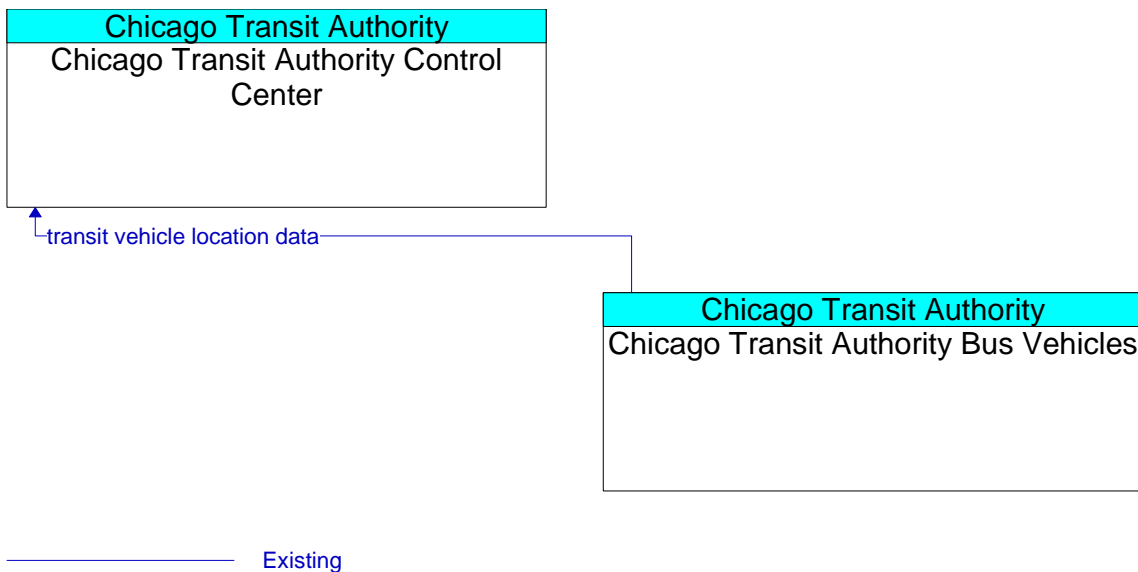 Chicago Transit Authority
Chicago Transit Authority Control
Center
transit vehicle location data
Chicago Transit Authority
Chicago Transit Authority Bus Vehicles
Existing